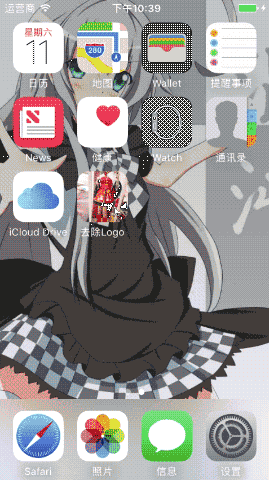 运营商 下午10:39
星期六
11
280
日历 地图 Wallet 提醒事项
News 健康 Watch 通讯录
iCloud Drive 去除Logo
Safari 照片 信息 设置